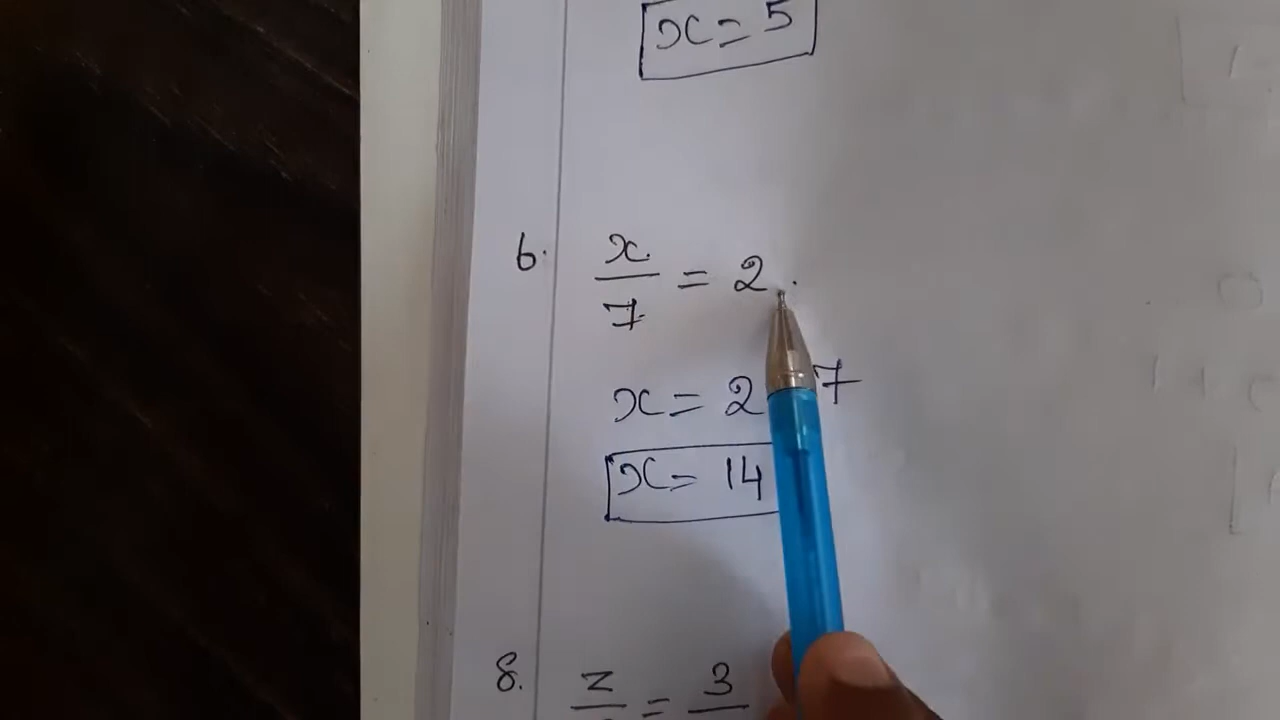 x = 5
6. x/7 = 2.
x = 2 7
x = 14
8. z = 3